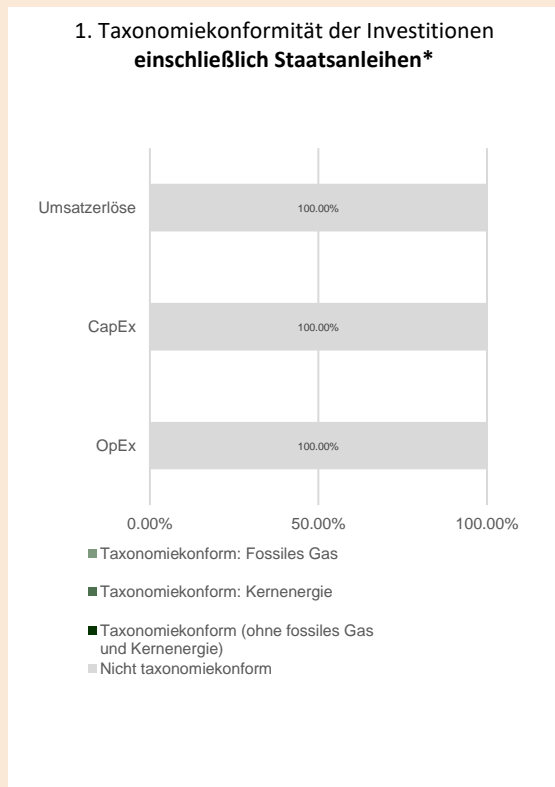 1. Taxonomiekonformität der Investitionen
einschließlich Staatsanleihen*
Umsatzerlöse
100.00%
CapEx
100.00%
OpEx
100.00%
0.00%
50.00%
100.00%
Taxonomiekonform: Fossiles Gas
Taxonomiekonform: Kernenergie
Taxonomiekonform (ohne fossiles Gas
und Kernenergie)
Nicht taxonomiekonform